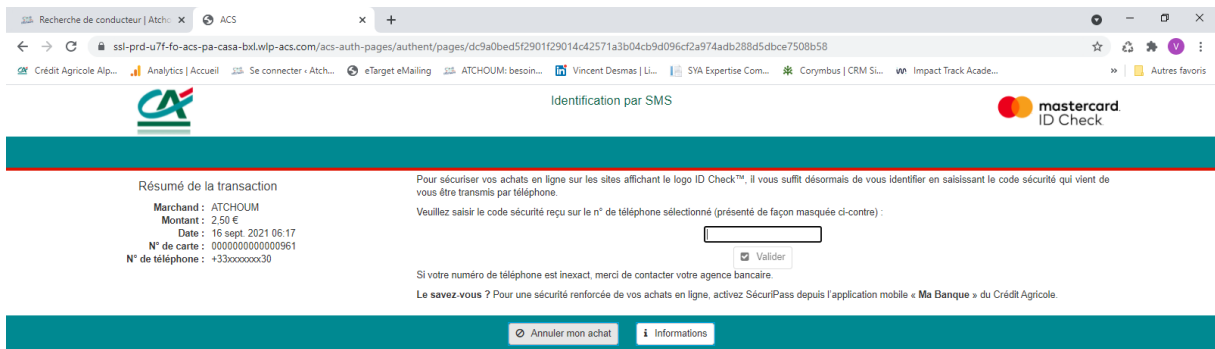 Recherche de conducteur | Atcho
ACS
ssl-prd-u7f-fo-acs-pa-casa-bxl.wlp-acs.com/acs-auth-pages/authent/pages/dc9a0bed5f2901f29014c42571a3b04cb9d096cf2a974adb288d5dbce7508b58
V
Crédit Agricole Alp... Analytics | Accueil Se connecter ‹ Atch... eTarget eMailing ATCHOUM: besoin... Vincent Desmas | Li... SYA Expertise Com... Corymbus | CRM Si... Impact Track Acade... » Autres favoris
Identification par SMS
mastercard.
ID Check
Résumé de la transaction
Marchand : ATCHOUM
Montant : 2,50 €
Date : 16 sept. 2021 06:17
N° de carte : 0000000000000961
N° de téléphone : +33xxxxxxx30
Pour sécuriser vos achats en ligne sur les sites affichant le logo ID Check™, il vous suffit désormais de vous identifier en saisissant le code sécurité qui vient de
vous être transmis par téléphone.
Veuillez saisir le code sécurité reçu sur le n° de téléphone sélectionné (présenté de façon masquée ci-contre) :
Valider
Si votre numéro de téléphone est inexact, merci de contacter votre agence bancaire.
Le savez-vous ? Pour une sécurité renforcée de vos achats en ligne, activez SécuriPass depuis l'application mobile « Ma Banque » du Crédit Agricole.
Annuler mon achat
Informations